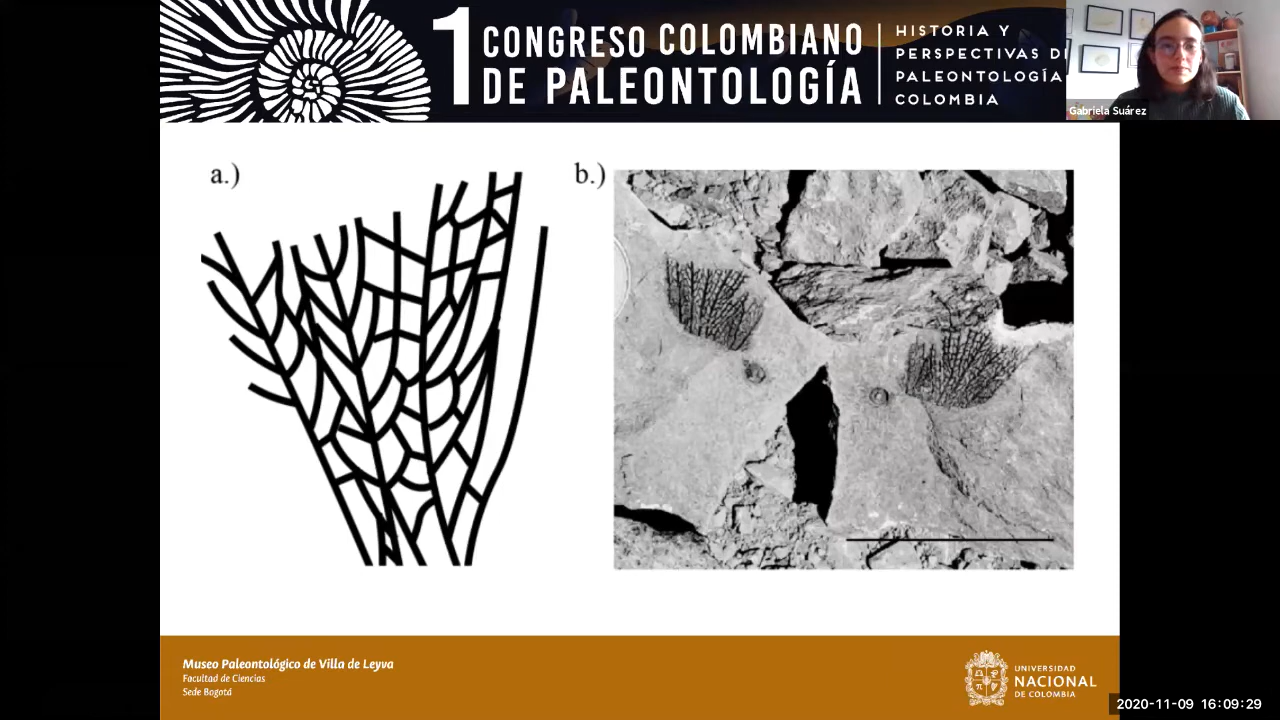 1 CONGRESO COLOMBIANO
DE PALEONTOLOGÍA
HISTORIA Y
PERSPECTIVAS
PALEONTOLOGÍA
COLOMBIA
Gabriela Suárez
a.)
b.)
Museo Paleontológico de Villa de Leyva
Facultad de Ciencias
Sede Bogotá
UNIVERSIDAD
NACIONAL
DE COLOMBIA
2020-11-09 16:09:29